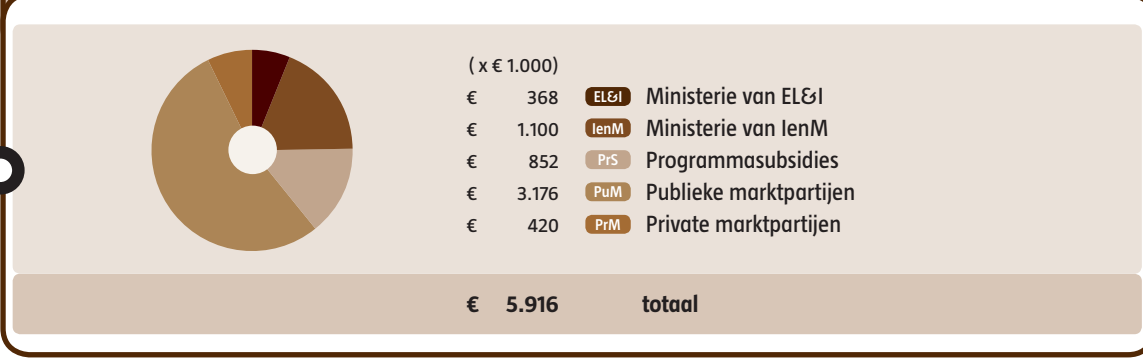 ( x € 1.000)
€ 368 EL&I Ministerie van EL&I
€ 1.100 IenM Ministerie van IenM
€ 852 PrS Programmasubsidies
€ 3.176 PuM Publieke marktpartijen
€ 420 PrM Private marktpartijen
€ 5.916 totaal